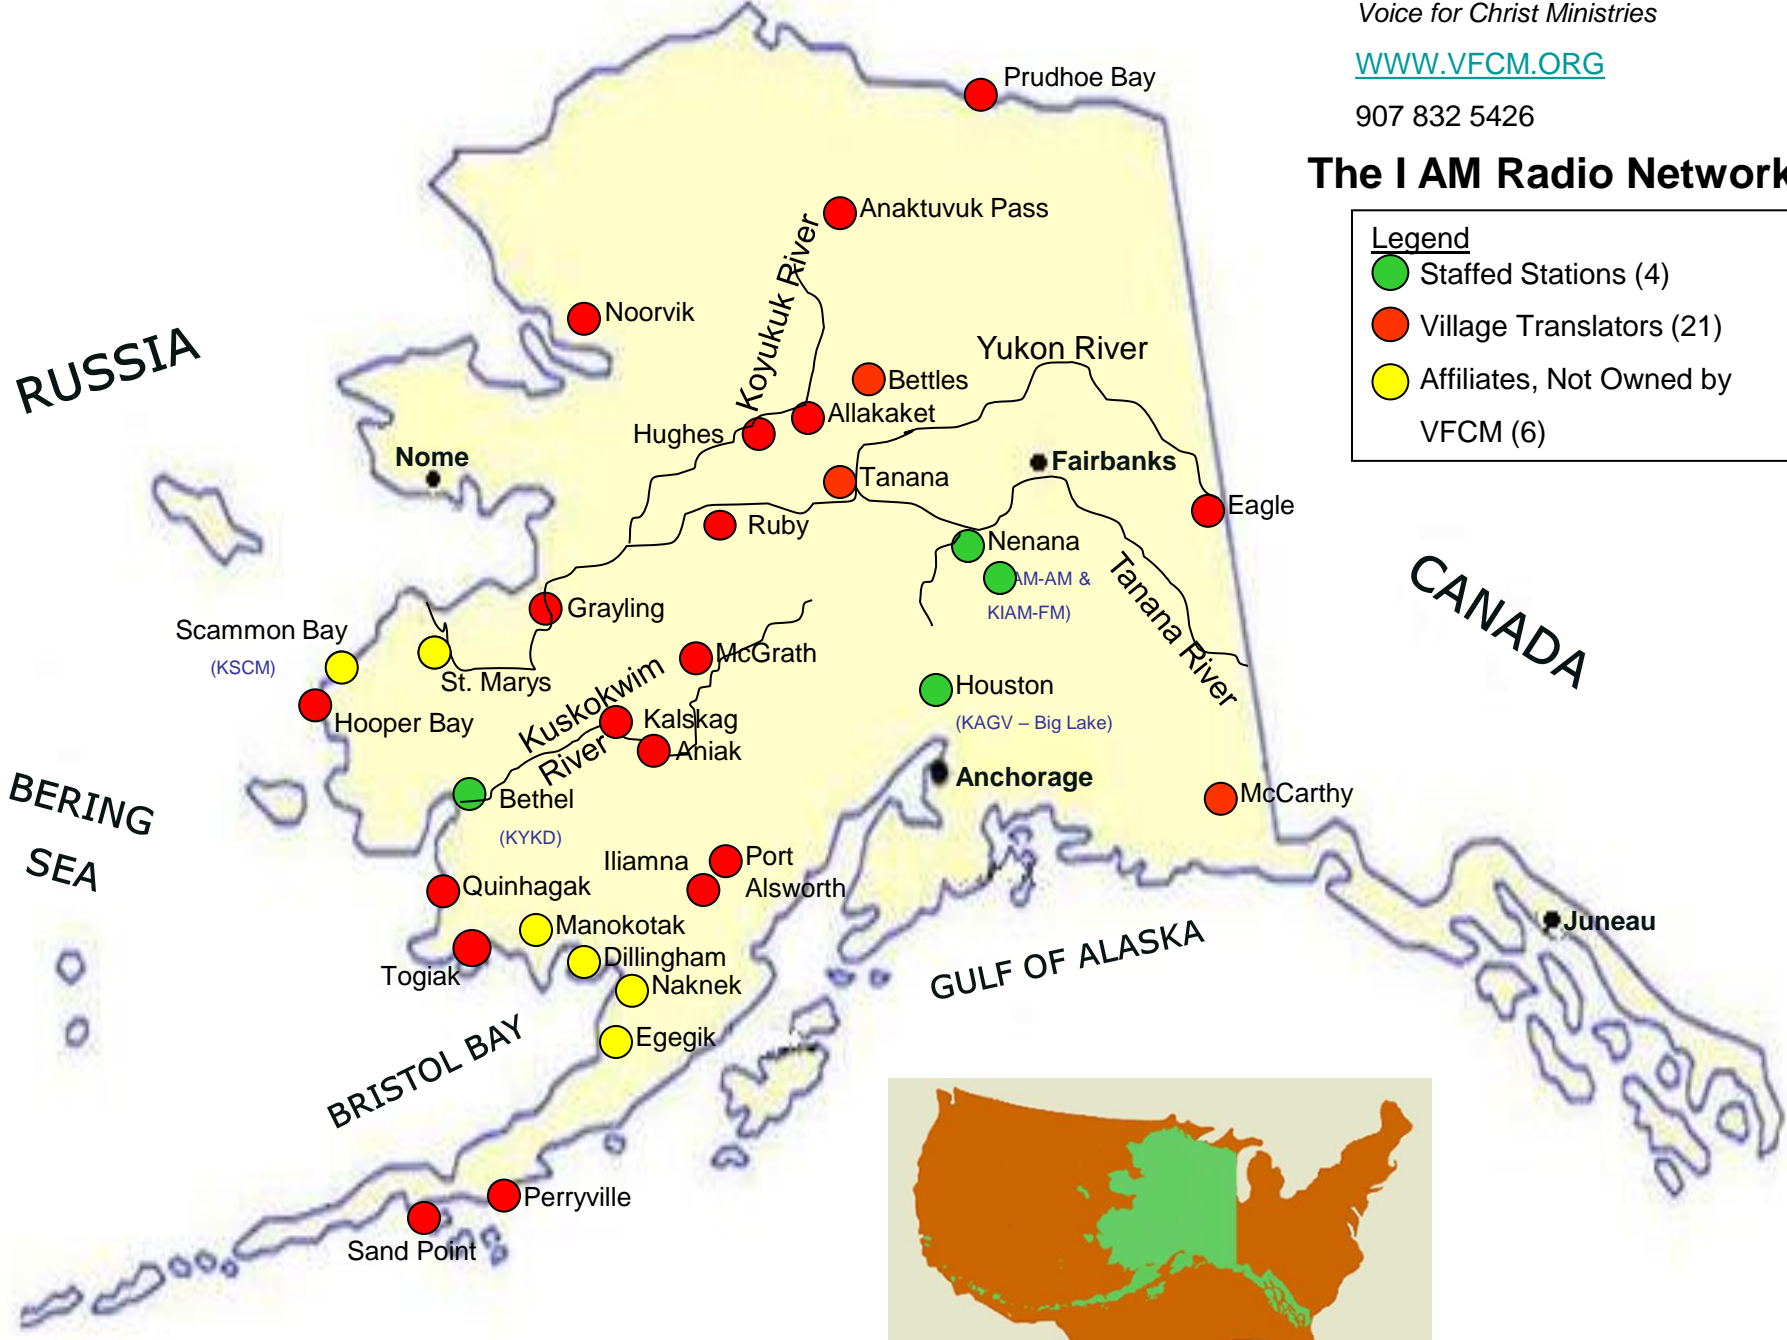 Voice for Christ Ministries
WWW.VFCM.ORG
907 832 5426
The I AM Radio Network
Legend
Staffed Stations (4)
Village Translators (21)
Affiliates, Not Owned by
VFCM (6)
Prudhoe Bay
Anaktuvuk Pass
Koyukuk River
Noorvik
RUSSIA
Yukon River
Bettles
Allakaket
Hughes
Nome
Fairbanks
Tanana
Eagle
Ruby
Nenana
AM-AM &
KIAM-FM)
Tanana River
CANADA
Grayling
Scammon Bay
(KSCM)
St. Marys
McGrath
Kuskokwim
River
Houston
(KAGV – Big Lake)
Hooper Bay
Kalskag
Aniak
Anchorage
BERING
SEA
Bethel
(KYKD)
McCarthy
Iliamna
Port
Alsworth
Quinhagak
Manokotak
Juneau
Togiak
Dillingham
Naknek
GULF OF ALASKA
Egegik
BRISTOL BAY
Perryville
Sand Point